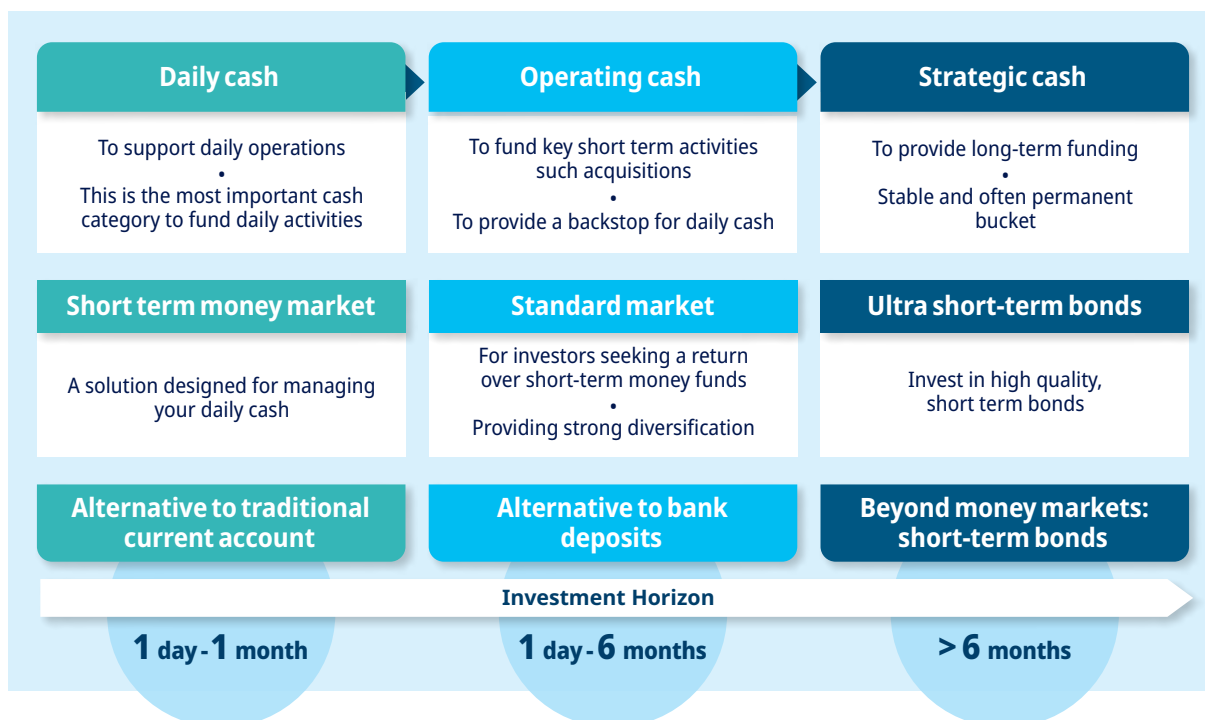 Daily cash
To support daily operations
•
This is the most important cash
category to fund daily activities
Operating cash
To fund key short term activities
such acquisitions
•
To provide a backstop for daily cash
Strategic cash
To provide long-term funding
•
Stable and often permanent
bucket
Short term money market
A solution designed for managing
your daily cash
Standard market
For investors seeking a return
over short-term money funds
•
Providing strong diversification
Ultra short-term bonds
Invest in high quality,
short term bonds
Alternative to traditional
current account
Alternative to bank
deposits
Beyond money markets:
short-term bonds
Investment Horizon
1 day - 1 month
1 day - 6 months
> 6 months